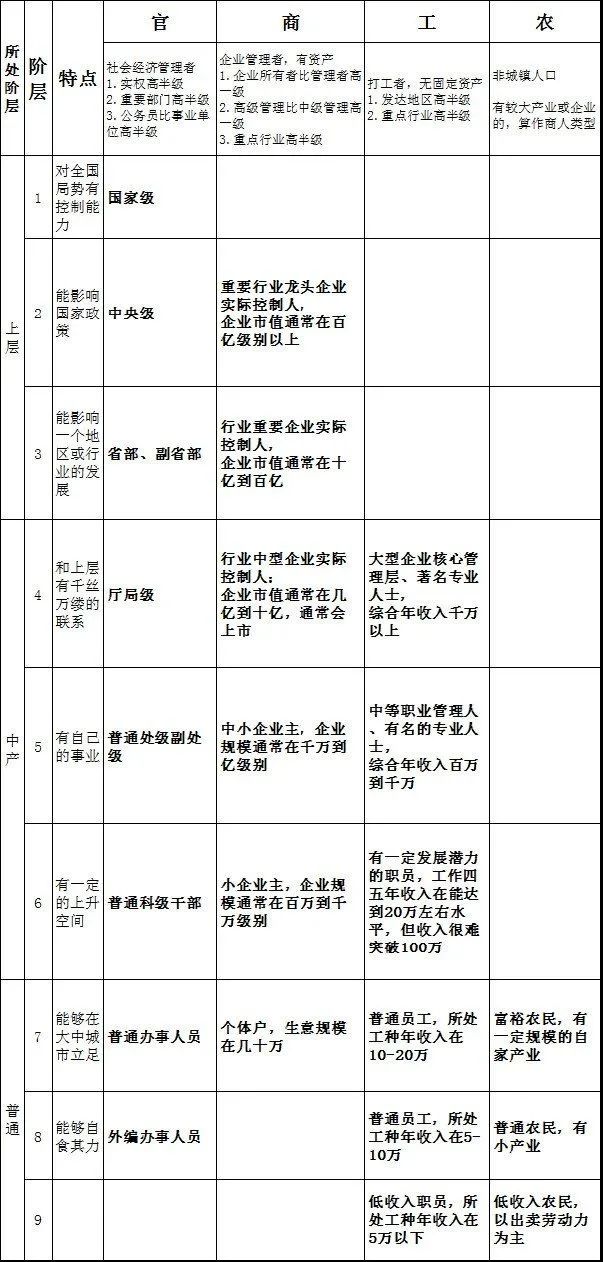 所处阶层
阶层
特点
官
商
工
农
社会经济管理者
1.实权高半级
2.重要部门高半级
3.公务员比事业单
位高半级
企业管理者，有资产
1.企业所有者比管理者高
一级
2.高级管理比中级管理高
一级
3.重点行业高半级
打工者，无固定资产
1.发达地区高半级
2.重点行业高半级
非城镇人口
有较大产业或企业
的，算作商人类型
上层
1
对全国
局势有
控制能
力
国家级
2
能影响
国家政
策
中央级
重要行业龙头企业
实际控制人，
企业市值通常在百
亿级别以上
3
能影响
一个地
区或行
业的发
展
省部、副省部
行业重要企业实际
控制人，
企业市值通常在十
亿到百亿
中产
4
和上层
有千丝
万缕的
联系
厅局级
行业中型企业实际
控制人；
企业市值通常在几
亿到十亿，通常会
上市
大型企业核心管
理层、著名专业
人士，
综合年收入千万
以上
5
有自己
的事业
普通处级副处
级
中小企业主，企业
规模通常在千万到
亿级别
中等职业管理人
、有名的专业人
士，
综合年收入百万
到千万
6
有一定
的上升
空间
普通科级干部
小企业主，企业规
模通常在百万到千
万级别
有一定发展潜力
的职员，工作四
五年收入在能达
到20万左右水
平，但收入很难
突破100万
普通
7
能够在
大中城
市立足
普通办事人员
个体户，生意规模
在几十万
普通员工，所处
工种年收入在
10-20万
富裕农民，有
一定规模的自
家产业
8
能够自
食其力
外编办事人员
普通员工，所处
工种年收入在5-
10万
普通农民，有
小产业
9
低收入职员，所
处工种年收入在
5万以下
低收入农民，
以出卖劳动力
为主